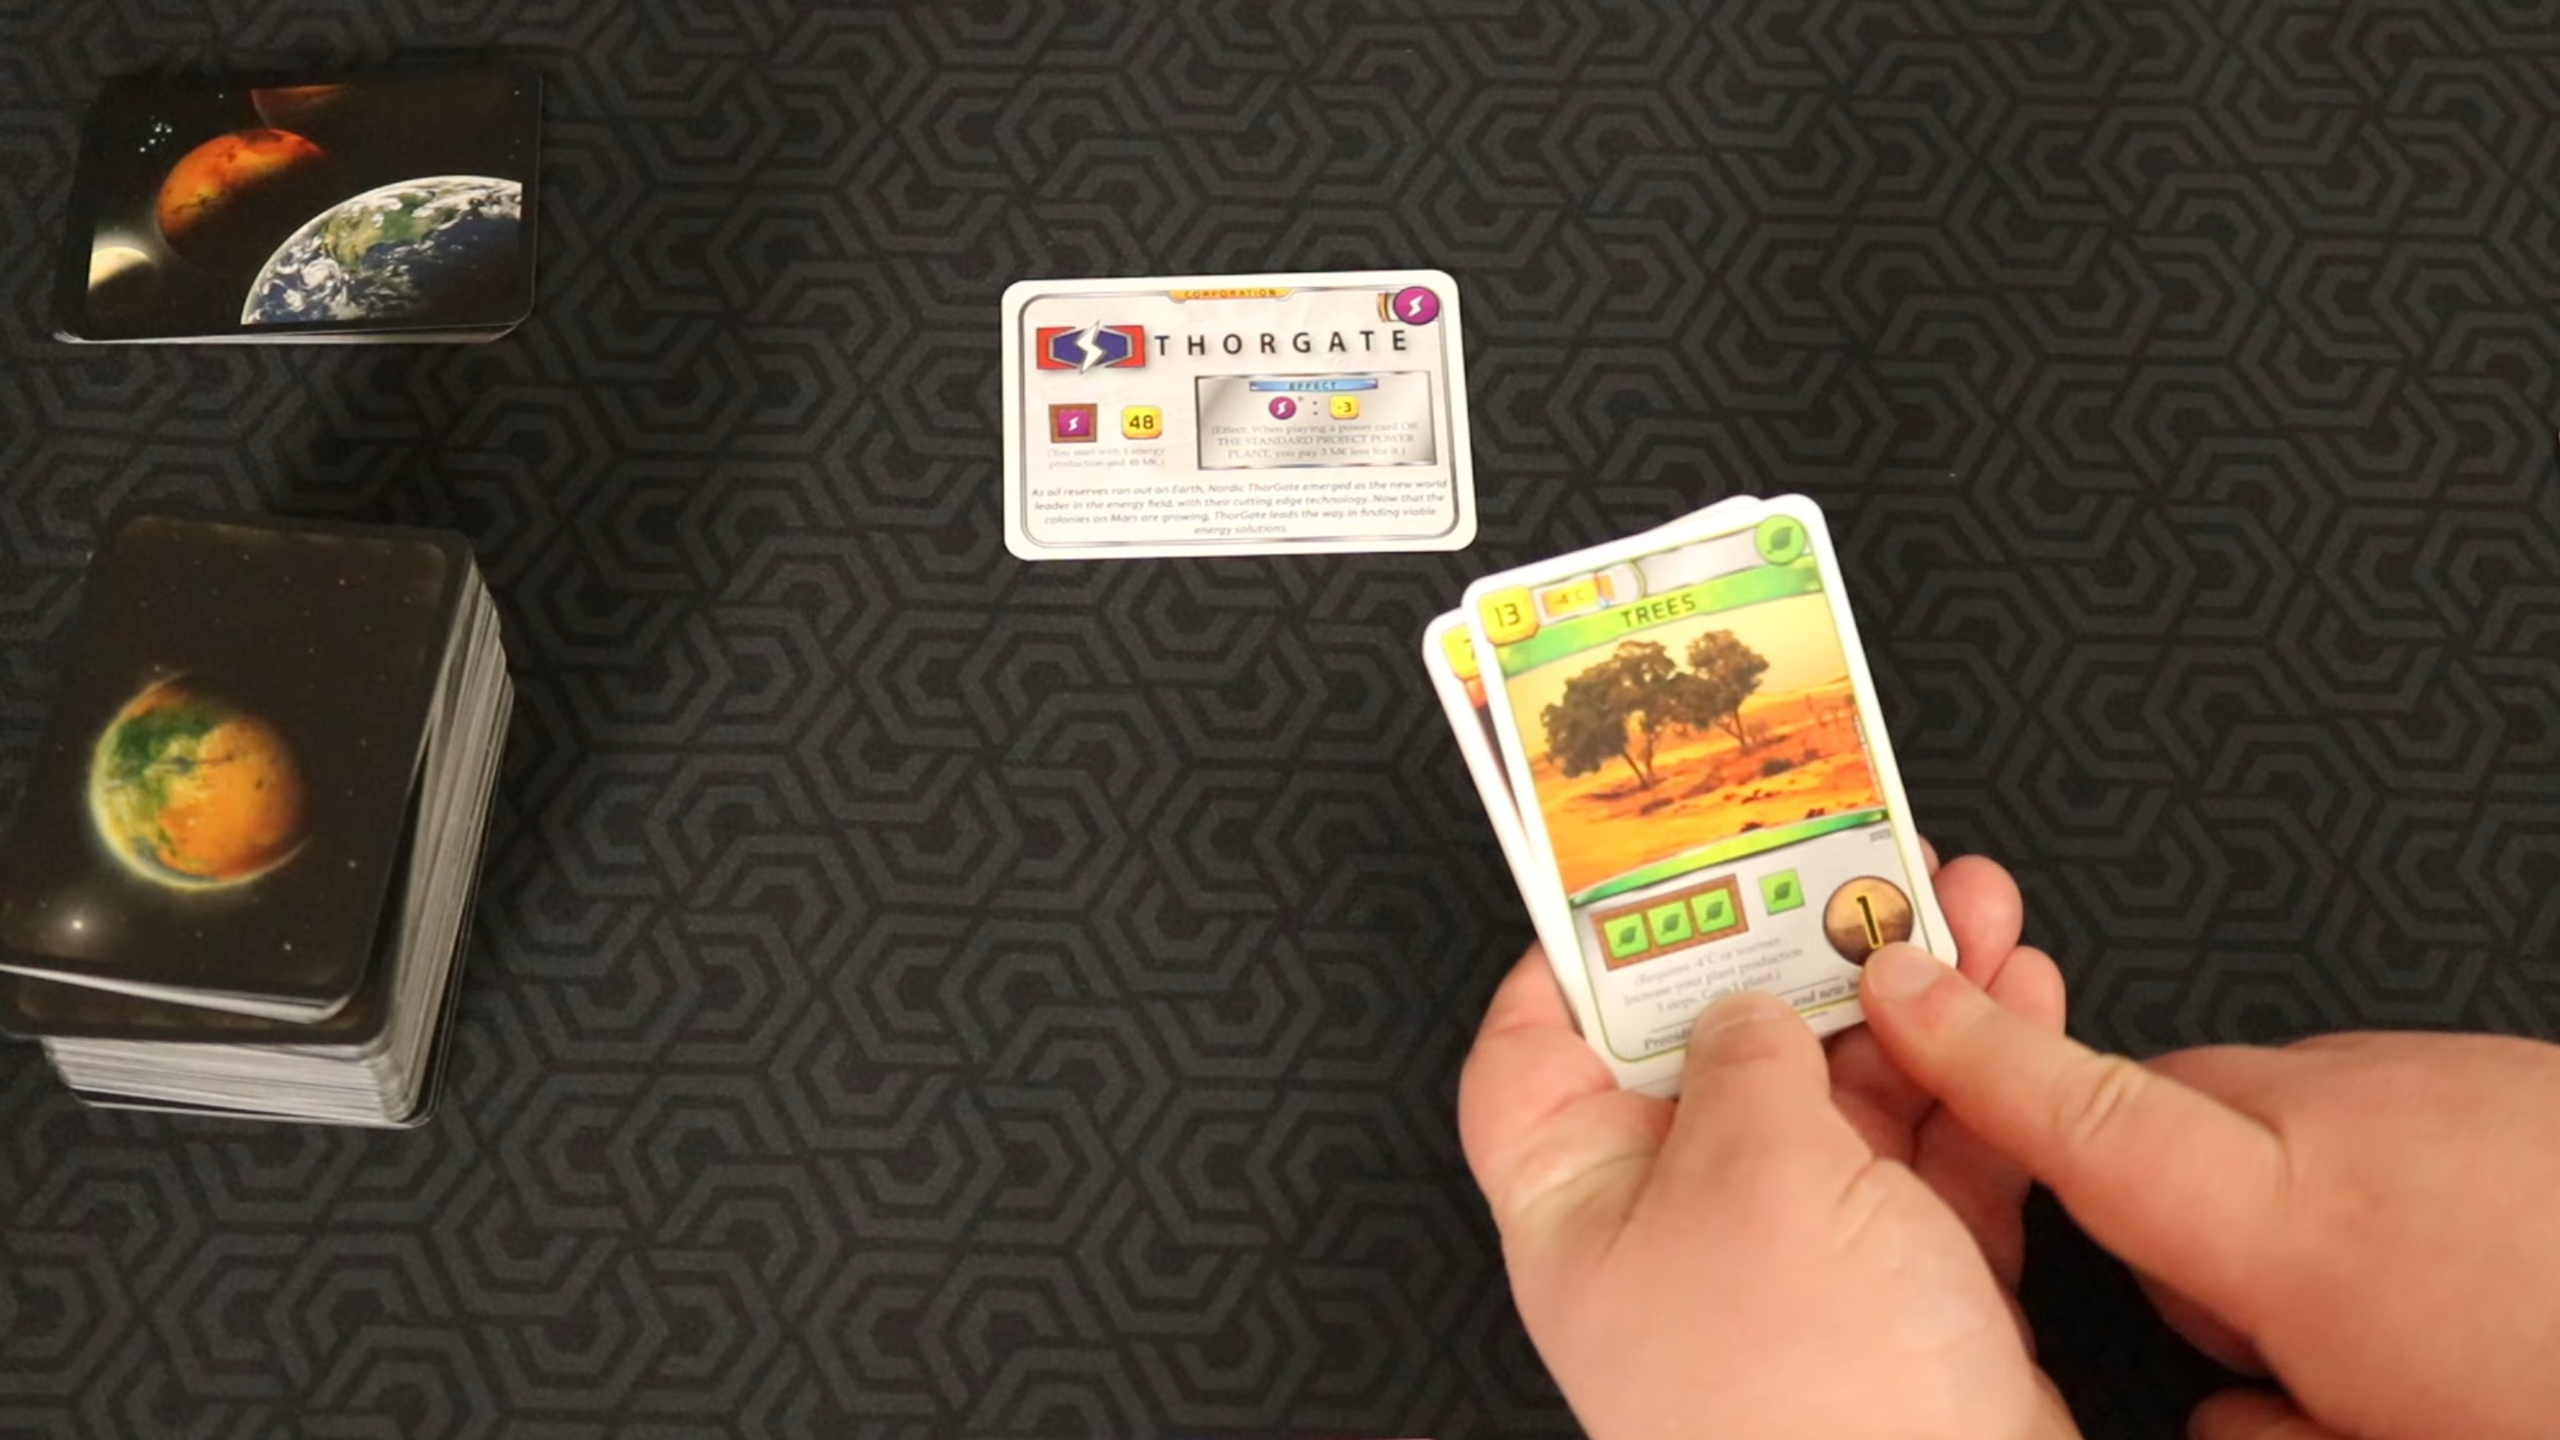 CORPORATION
THORGATE
EFFECT
-3
48
(Effect: When playing a power card OR
THE STANDARD PROJECT POWER
PLANT, you pay 3 M€ less for it.)
(You start with 1 energy
production and 48 M€.)
As oil reserves ran out on Earth, Nordic ThorGate emerged as the new world
leader in the energy field, with their cutting edge technology. Now that the
colonies on Mars are growing, ThorGate leads the way in finding viable
energy solutions.
7
13
-4°C
TREES
1
(Requires -4°C or warmer.
Increase your plant production
3 steps. Gain 1 plant.)
and new